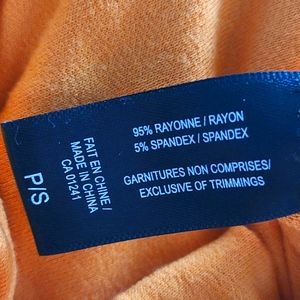 95% RAYONNE / RAYON
5% SPANDEX / SPANDEX
GARNITURES NON COMPRISES/
EXCLUSIVE OF TRIMMINGS
FAIT EN CHINE /
MADE IN CHINA
CA 01241
P/S